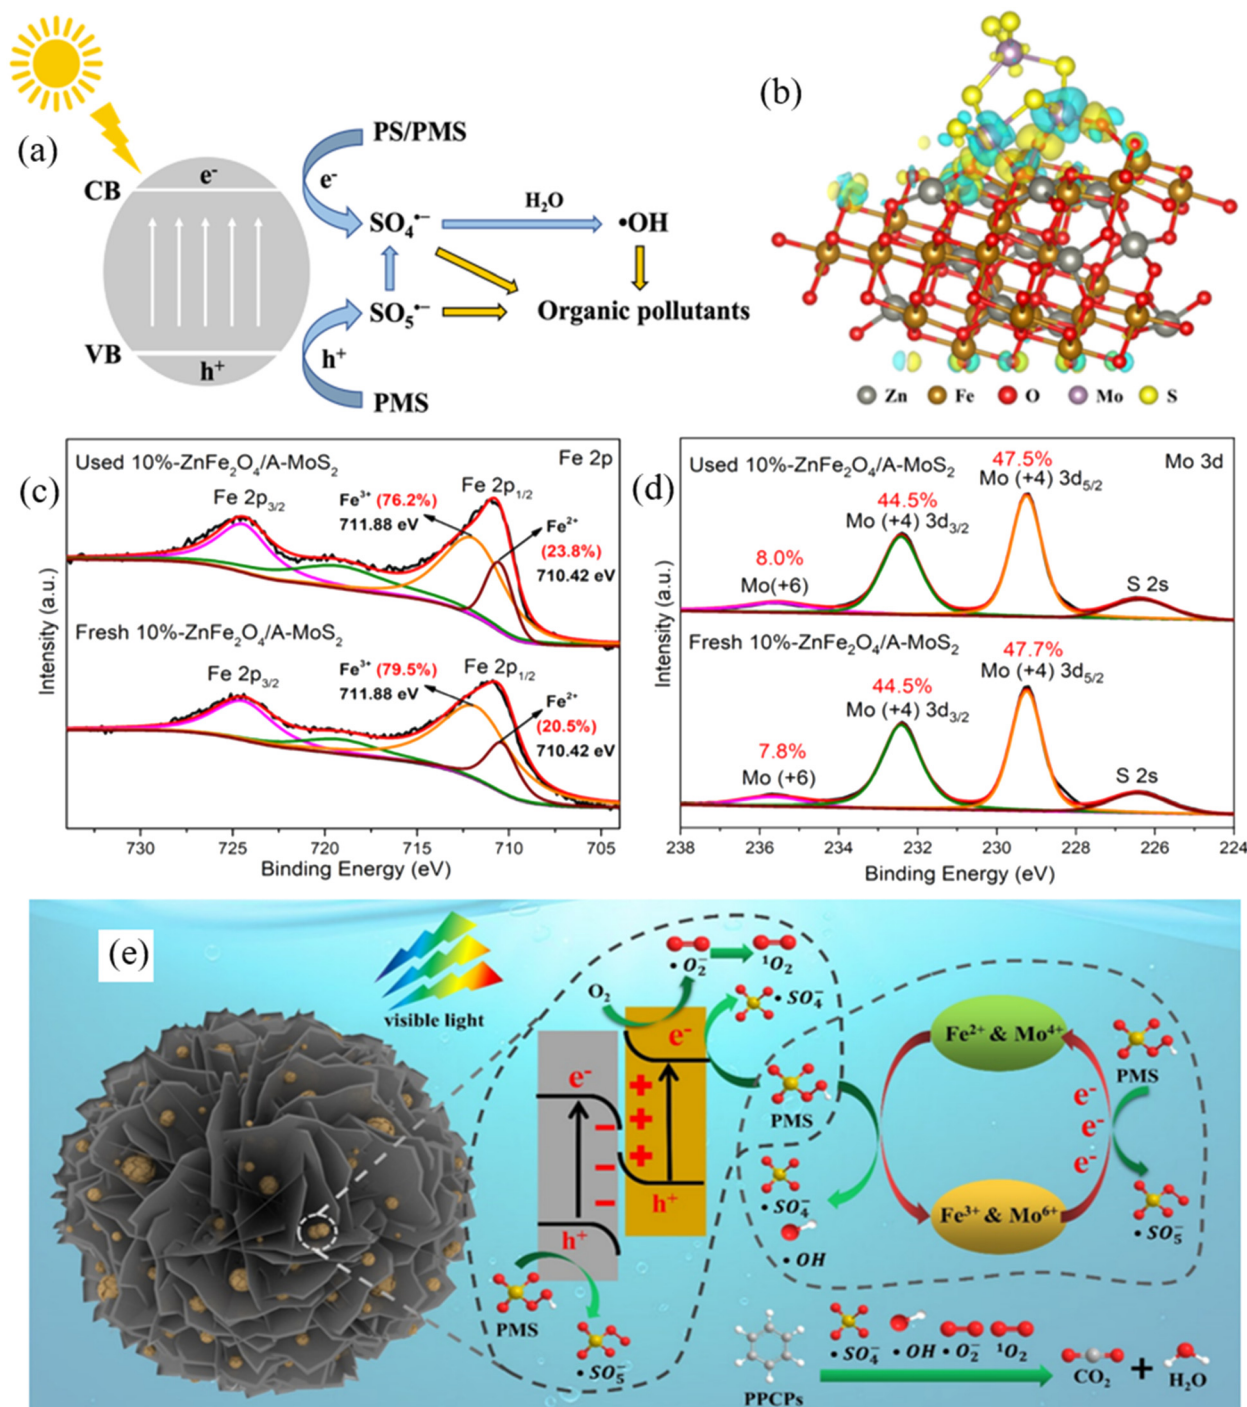 (a)
PS/PMS
CB
e⁻
e⁻
SO₄•⁻
H₂O
•OH
SO₅•⁻
Organic pollutants
VB
h⁺
h⁺
PMS
(b)
Zn Fe O Mo S
(c)
Used 10%-ZnFe₂O₄/A-MoS₂
Fe 2p
Fe 2p₃/₂
Fe³⁺ (76.2%)
711.88 eV
Fe 2p₁/₂
Fe²⁺
(23.8%)
710.42 eV
Fresh 10%-ZnFe₂O₄/A-MoS₂
Fe 2p₃/₂
Fe³⁺ (79.5%)
711.88 eV
Fe 2p₁/₂
Fe²⁺
(20.5%)
710.42 eV
Intensity (a.u.)
730 725 720 715 710 705
Binding Energy (eV)
(d)
Used 10%-ZnFe₂O₄/A-MoS₂
47.5%
Mo (+4) 3d₅/₂
Mo 3d
44.5%
Mo (+4) 3d₃/₂
8.0%
Mo(+6)
S 2s
Fresh 10%-ZnFe₂O₄/A-MoS₂
47.7%
Mo (+4) 3d₅/₂
44.5%
Mo (+4) 3d₃/₂
7.8%
Mo (+6)
S 2s
Intensity (a.u.)
238 236 234 232 230 228 226 224
Binding Energy (eV)
(e)
visible light
O₂
• O₂⁻
¹O₂
• SO₄⁻
e⁻
e⁻
+
+
+
+
−
−
−
h⁺
h⁺
PMS
• SO₅⁻
PMS
• SO₄⁻
• OH
Fe²⁺ & Mo⁴⁺
PMS
e⁻
e⁻
e⁻
Fe³⁺ & Mo⁶⁺
• SO₅⁻
PPCPs
• SO₄⁻ • OH • O₂⁻ ¹O₂
CO₂ + H₂O